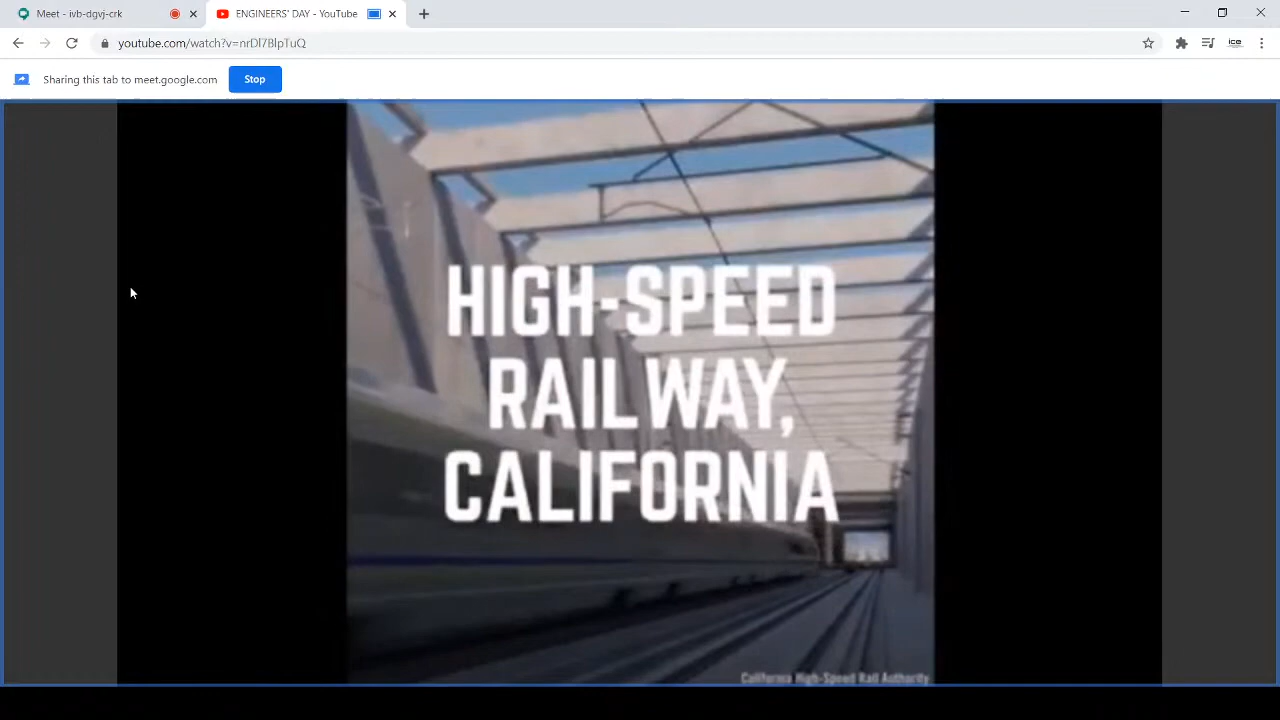 Meet - ivb-dgvj-crk
ENGINEERS' DAY - YouTube
youtube.com/watch?v=nrDl7BlpTuQ
ice
Sharing this tab to meet.google.com
Stop
HIGH-SPEED
RAILWAY,
CALIFORNIA
California High-Speed Rail Authority